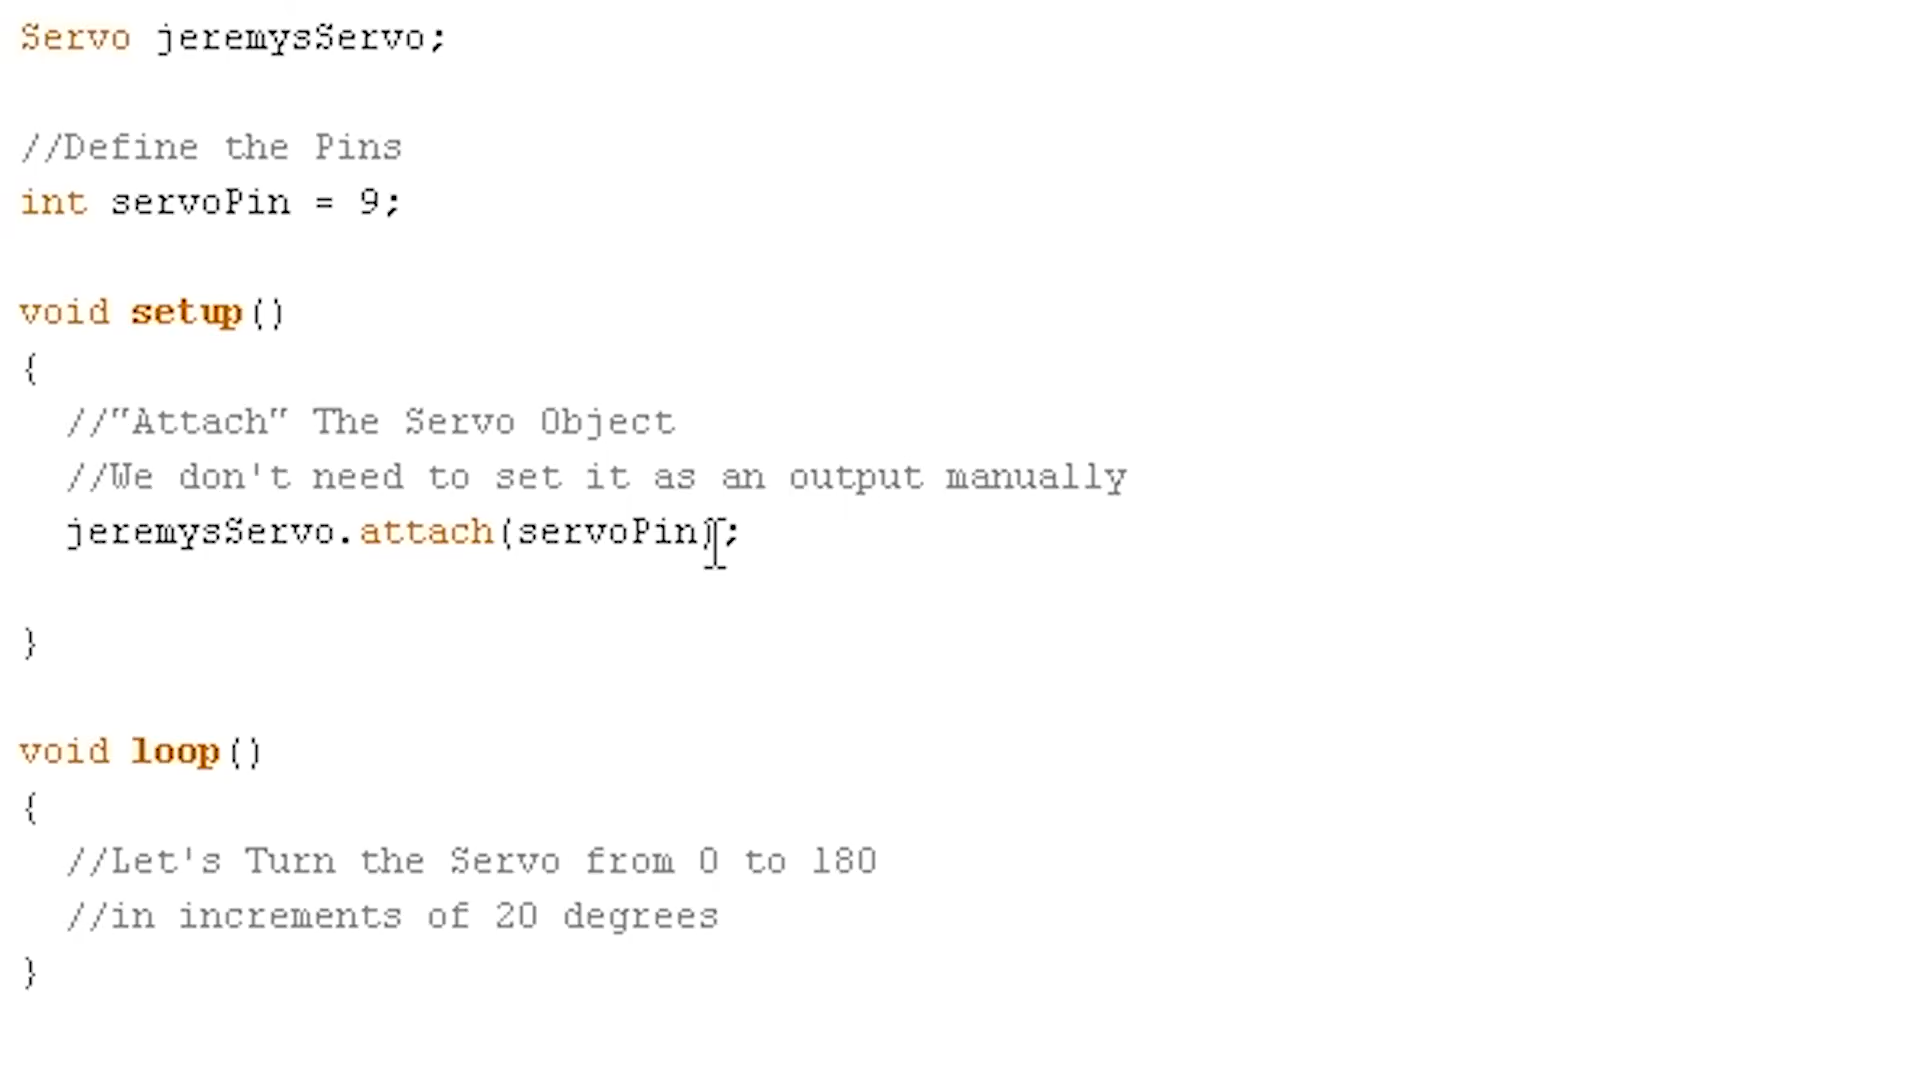 Servo jeremysServo;
//Define the Pins
int servoPin = 9;
void setup()
{
//"Attach" The Servo Object
//We don't need to set it as an output manually
jeremysServo.attach(servoPin);
}
void loop()
{
//Let's Turn the Servo from 0 to 180
//in increments of 20 degrees
}